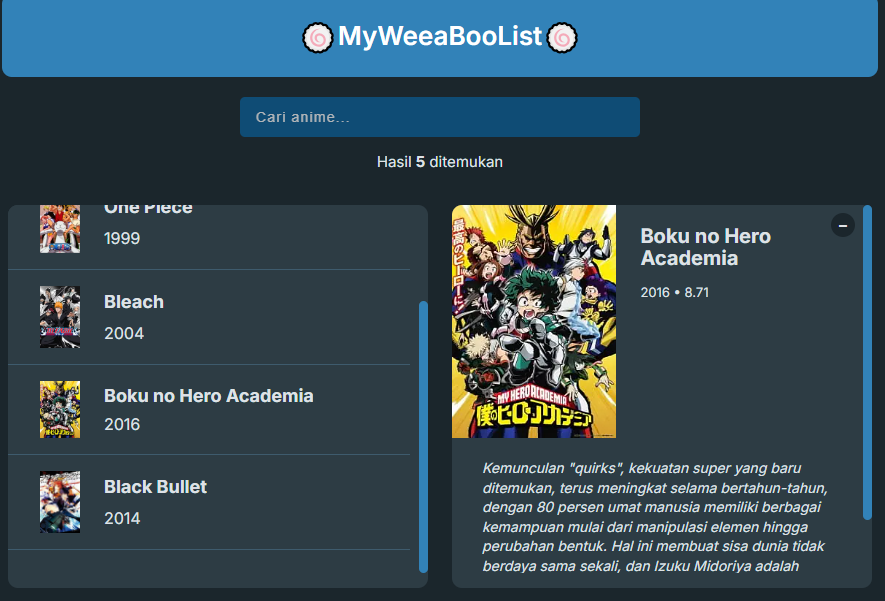 MyWeeaBooList
Cari anime...
Hasil 5 ditemukan
One Piece
1999
Bleach
2004
Boku no Hero Academia
2016
Black Bullet
2014
最高のヒーローに!
MY HERO ACADEMIA
僕のヒーローアカデミア
Boku no Hero
Academia
2016 • 8.71
–
Kemunculan "quirks", kekuatan super yang baru
ditemukan, terus meningkat selama bertahun-tahun,
dengan 80 persen umat manusia memiliki berbagai
kemampuan mulai dari manipulasi elemen hingga
perubahan bentuk. Hal ini membuat sisa dunia tidak
berdaya sama sekali, dan Izuku Midoriya adalah